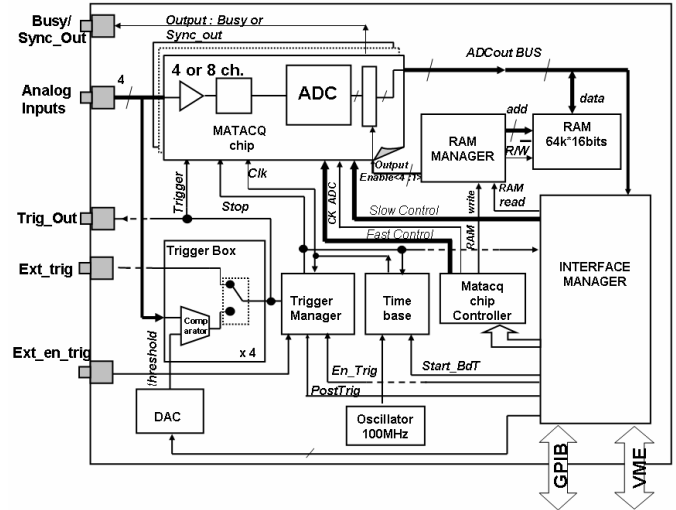 Busy/
Sync_Out
Output : Busy or
Sync_out
ADCout BUS
4
Analog
Inputs
4 or 8 ch.
ADC
MATACQ
chip
add
data
RAM
64k*16bits
R/W
RAM
MANAGER
Output
Enable<4 :1>
Clk
Trigger
Stop
CK_ADC
RAM
write
RAM
read
Slow Control
Fast Control
Trig_Out
Ext_trig
Trigger Box
Comp
arator
x 4
threshold
Trigger
Manager
Time
base
Matacq
chip
Controller
INTERFACE
MANAGER
Ext_en_trig
En_Trig
Start_BdT
PostTrig
DAC
Oscillator
100MHz
GPIB
VME